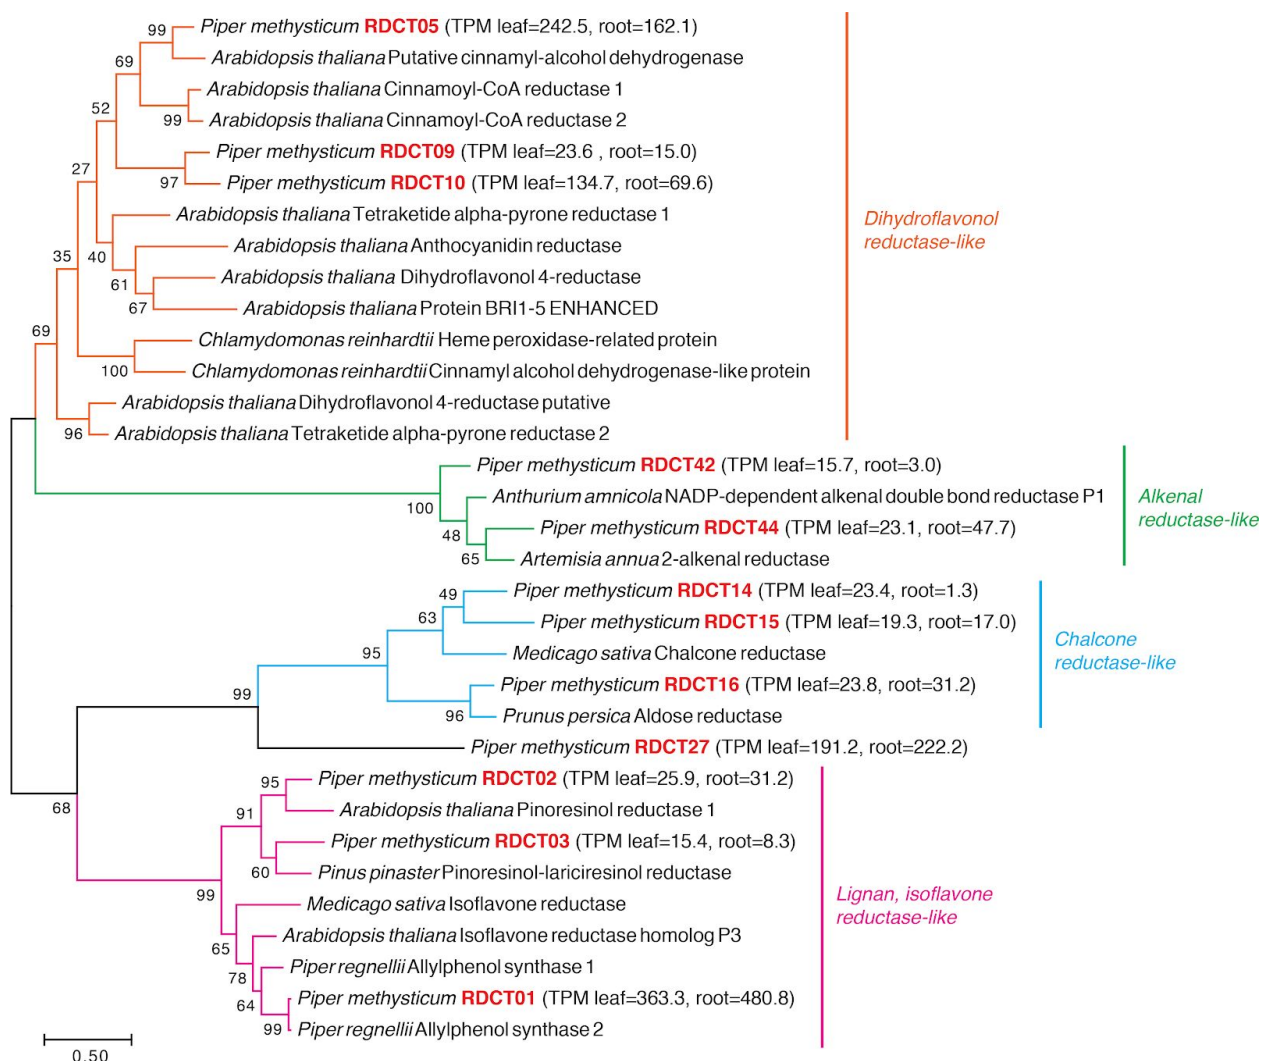 99
Piper methysticum RDCT05 (TPM leaf=242.5, root=162.1)
Arabidopsis thaliana Putative cinnamyl-alcohol dehydrogenase
69
Arabidopsis thaliana Cinnamoyl-CoA reductase 1
99
Arabidopsis thaliana Cinnamoyl-CoA reductase 2
52
Piper methysticum RDCT09 (TPM leaf=23.6 , root=15.0)
97
Piper methysticum RDCT10 (TPM leaf=134.7, root=69.6)
27
Arabidopsis thaliana Tetraketide alpha-pyrone reductase 1
40
Arabidopsis thaliana Anthocyanidin reductase
61
Arabidopsis thaliana Dihydroflavonol 4-reductase
67
Arabidopsis thaliana Protein BRI1-5 ENHANCED
35
Chlamydomonas reinhardtii Heme peroxidase-related protein
100
Chlamydomonas reinhardtii Cinnamyl alcohol dehydrogenase-like protein
69
Arabidopsis thaliana Dihydroflavonol 4-reductase putative
96
Arabidopsis thaliana Tetraketide alpha-pyrone reductase 2
Dihydroflavonol
reductase-like
Piper methysticum RDCT42 (TPM leaf=15.7, root=3.0)
100
Anthurium amnicola NADP-dependent alkenal double bond reductase P1
48
Piper methysticum RDCT44 (TPM leaf=23.1, root=47.7)
65
Artemisia annua 2-alkenal reductase
Alkenal
reductase-like
49
Piper methysticum RDCT14 (TPM leaf=23.4, root=1.3)
63
Piper methysticum RDCT15 (TPM leaf=19.3, root=17.0)
95
Medicago sativa Chalcone reductase
Piper methysticum RDCT16 (TPM leaf=23.8, root=31.2)
96
Prunus persica Aldose reductase
99
Piper methysticum RDCT27 (TPM leaf=191.2, root=222.2)
Chalcone
reductase-like
68
95
Piper methysticum RDCT02 (TPM leaf=25.9, root=31.2)
Arabidopsis thaliana Pinoresinol reductase 1
91
Piper methysticum RDCT03 (TPM leaf=15.4, root=8.3)
60
Pinus pinaster Pinoresinol-lariciresinol reductase
99
Medicago sativa Isoflavone reductase
65
Arabidopsis thaliana Isoflavone reductase homolog P3
78
Piper regnellii Allylphenol synthase 1
64
Piper methysticum RDCT01 (TPM leaf=363.3, root=480.8)
99
Piper regnellii Allylphenol synthase 2
Lignan, isoflavone
reductase-like
0.50